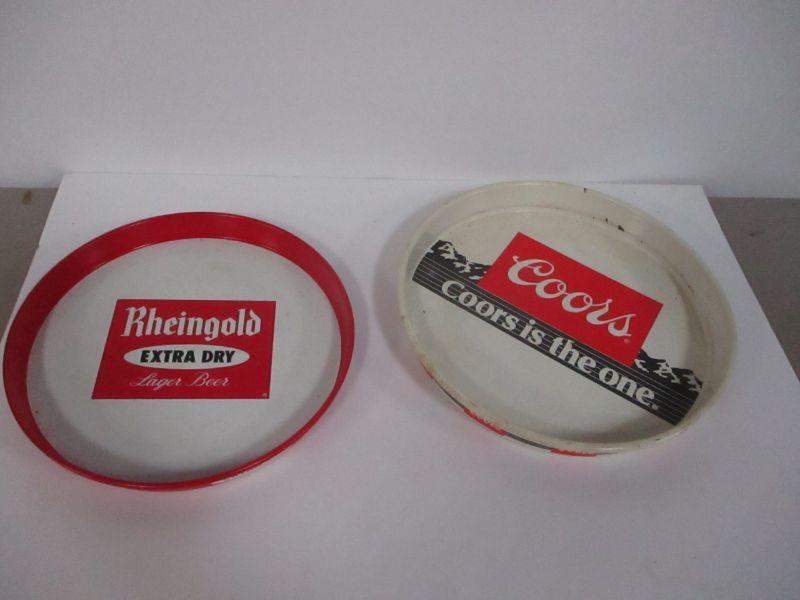 Rheingold
EXTRA DRY
Lager Beer
Coors
Coors is the one.